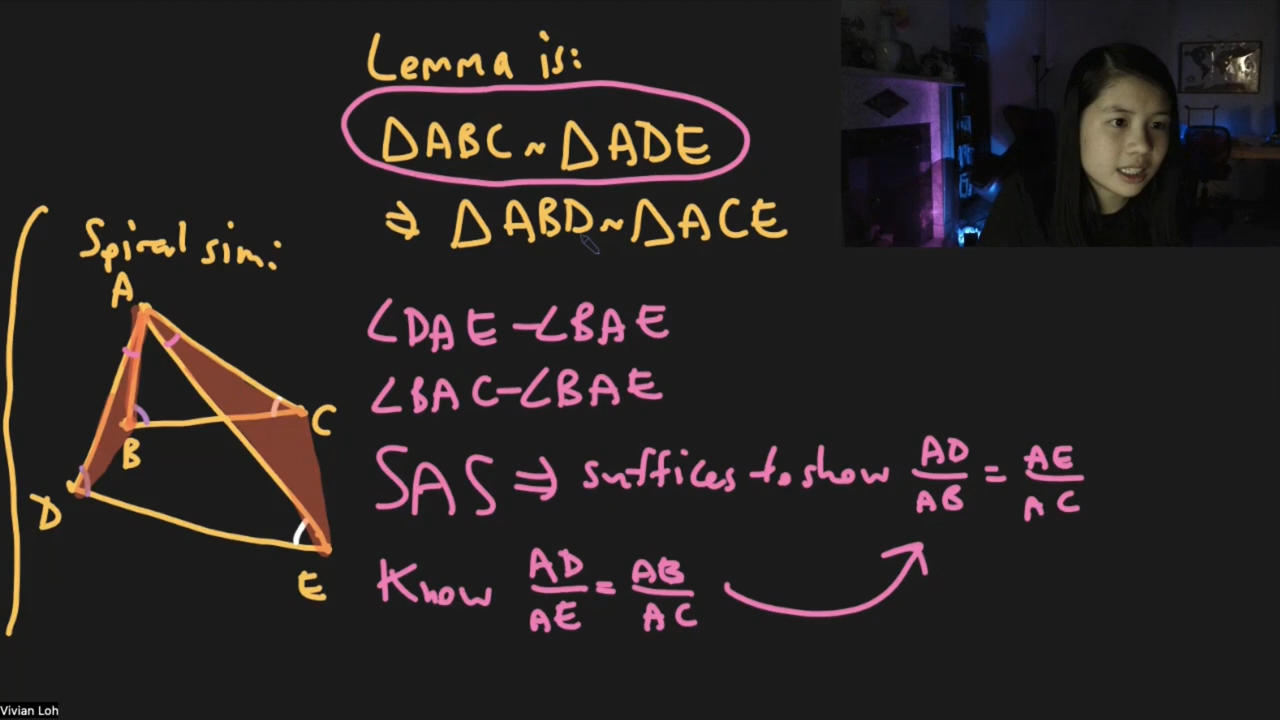 Lemma is:
△ABC ~ △ADE
⇒ △ABD ~ △ACE
Spiral sim:
A
B
C
D
E
∠DAE - ∠BAE
∠BAC - ∠BAE
SAS ⇒ suffices to show AD/AB = AE/AC
Know AD/AE = AB/AC
Vivian Loh